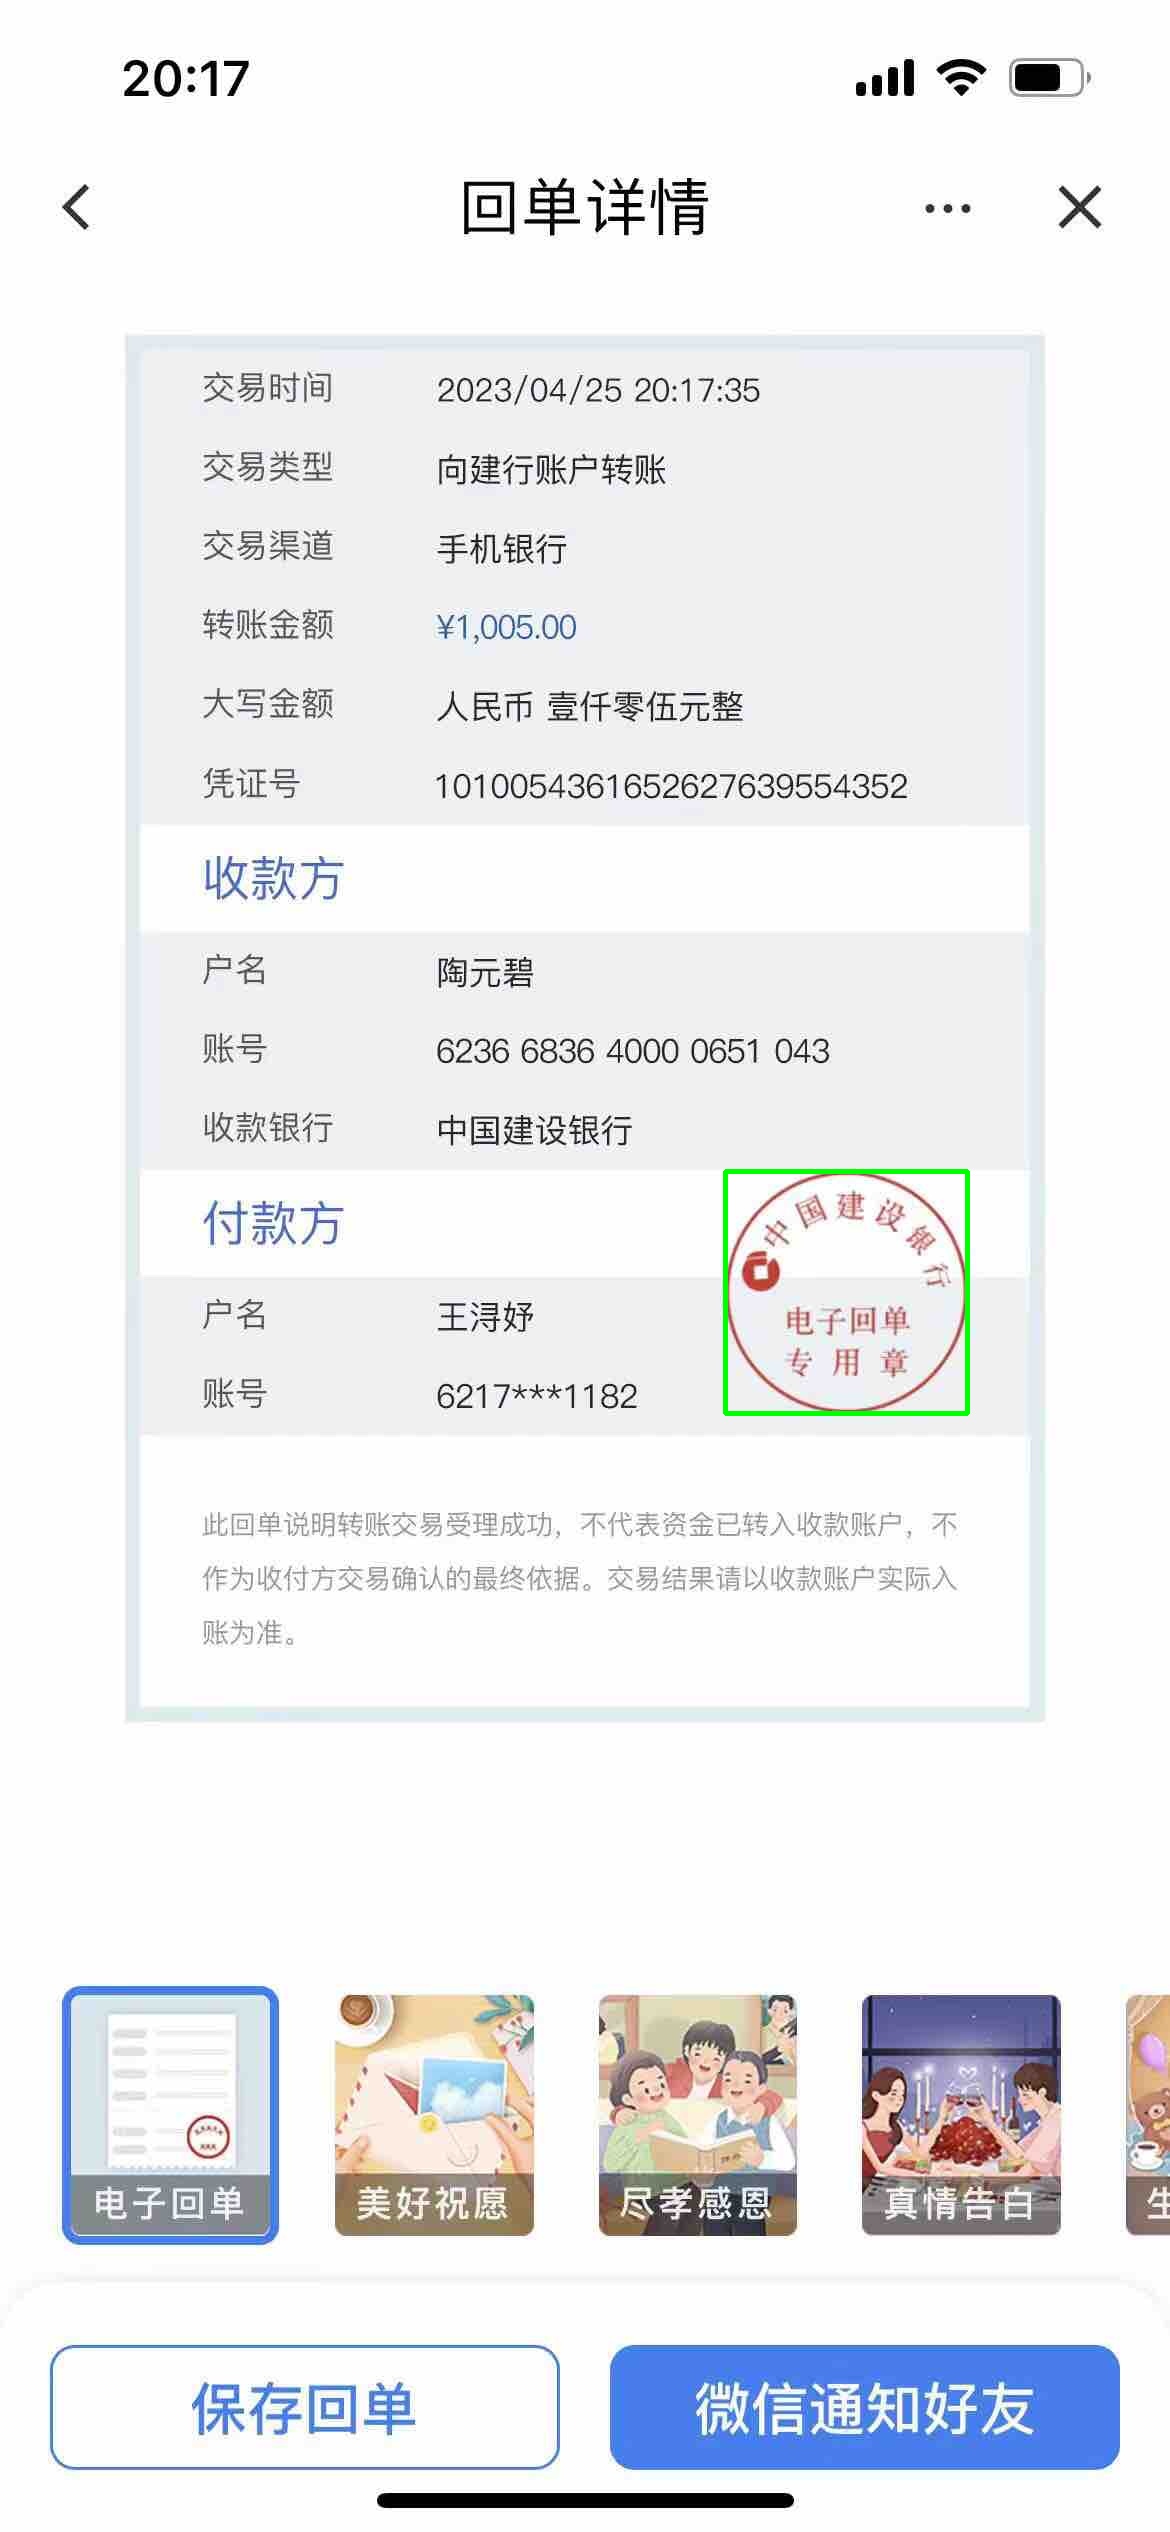 20:17
回单详情
交易时间 2023/04/25 20:17:35
交易类型 向建行账户转账
交易渠道 手机银行
转账金额 ¥1,005.00
大写金额 人民币 壹仟零伍元整
凭证号 1010054361652627639554352
收款方
户名 陶元碧
账号 6236 6836 4000 0651 043
收款银行 中国建设银行
付款方
中国建设银行
电子回单
专用章
户名 王浔妤
账号 6217***1182
此回单说明转账交易受理成功，不代表资金已转入收款账户，不
作为收付方交易确认的最终依据。交易结果请以收款账户实际入
账为准。
电子回单 美好祝愿 尽孝感恩 真情告白
保存回单 微信通知好友